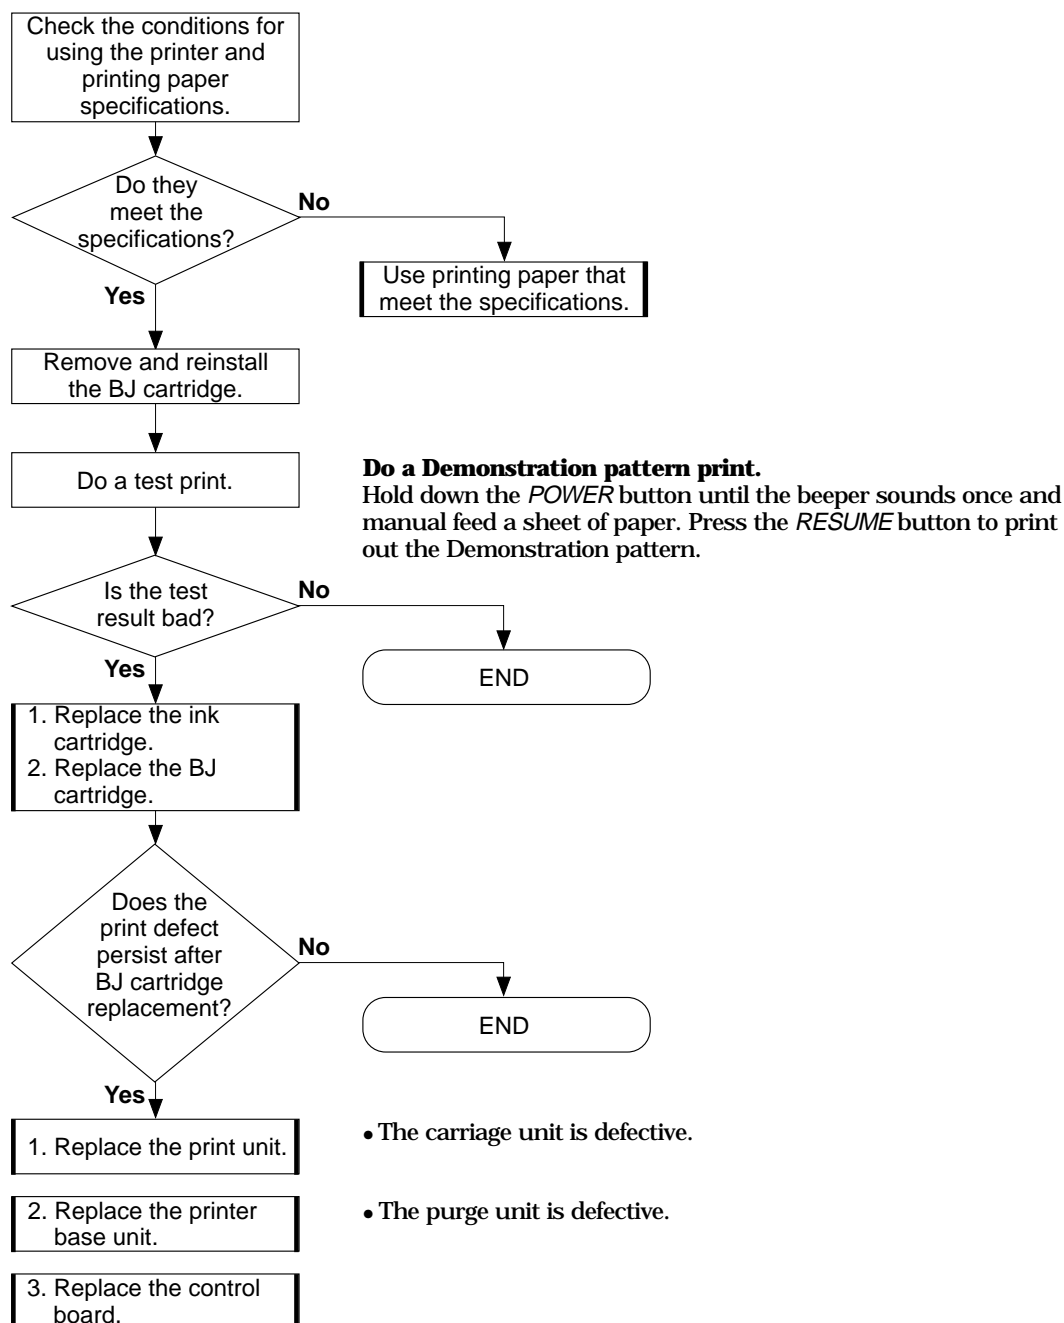 Check the conditions for
using the printer and
printing paper
specifications.
Do they
meet the
specifications?
No
Use printing paper that
meet the specifications.
Yes
Remove and reinstall
the BJ cartridge.
Do a test print.
Do a Demonstration pattern print.
Hold down the POWER button until the beeper sounds once and
manual feed a sheet of paper. Press the RESUME button to print
out the Demonstration pattern.
Is the test
result bad?
No
END
Yes
1. Replace the ink
cartridge.
2. Replace the BJ
cartridge.
Does the
print defect
persist after
BJ cartridge
replacement?
No
END
Yes
1. Replace the print unit.
• The carriage unit is defective.
2. Replace the printer
base unit.
• The purge unit is defective.
3. Replace the control
board.